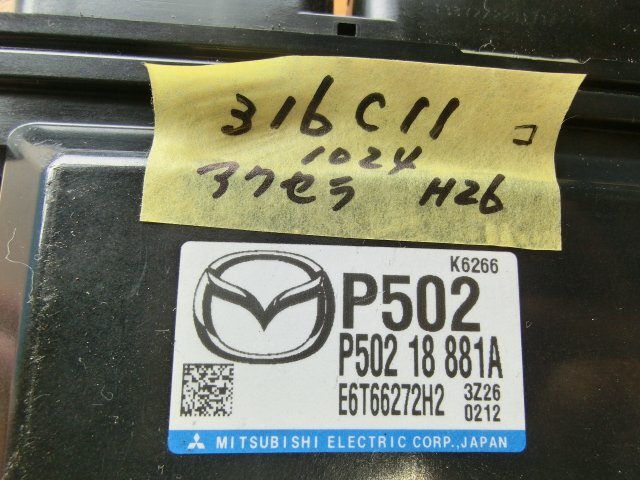 316C11 コ
1024
アクセラ H26
K6266
P502
P502 18 881A
E6T66272H2 3Z26
0212
MITSUBISHI ELECTRIC CORP.,JAPAN